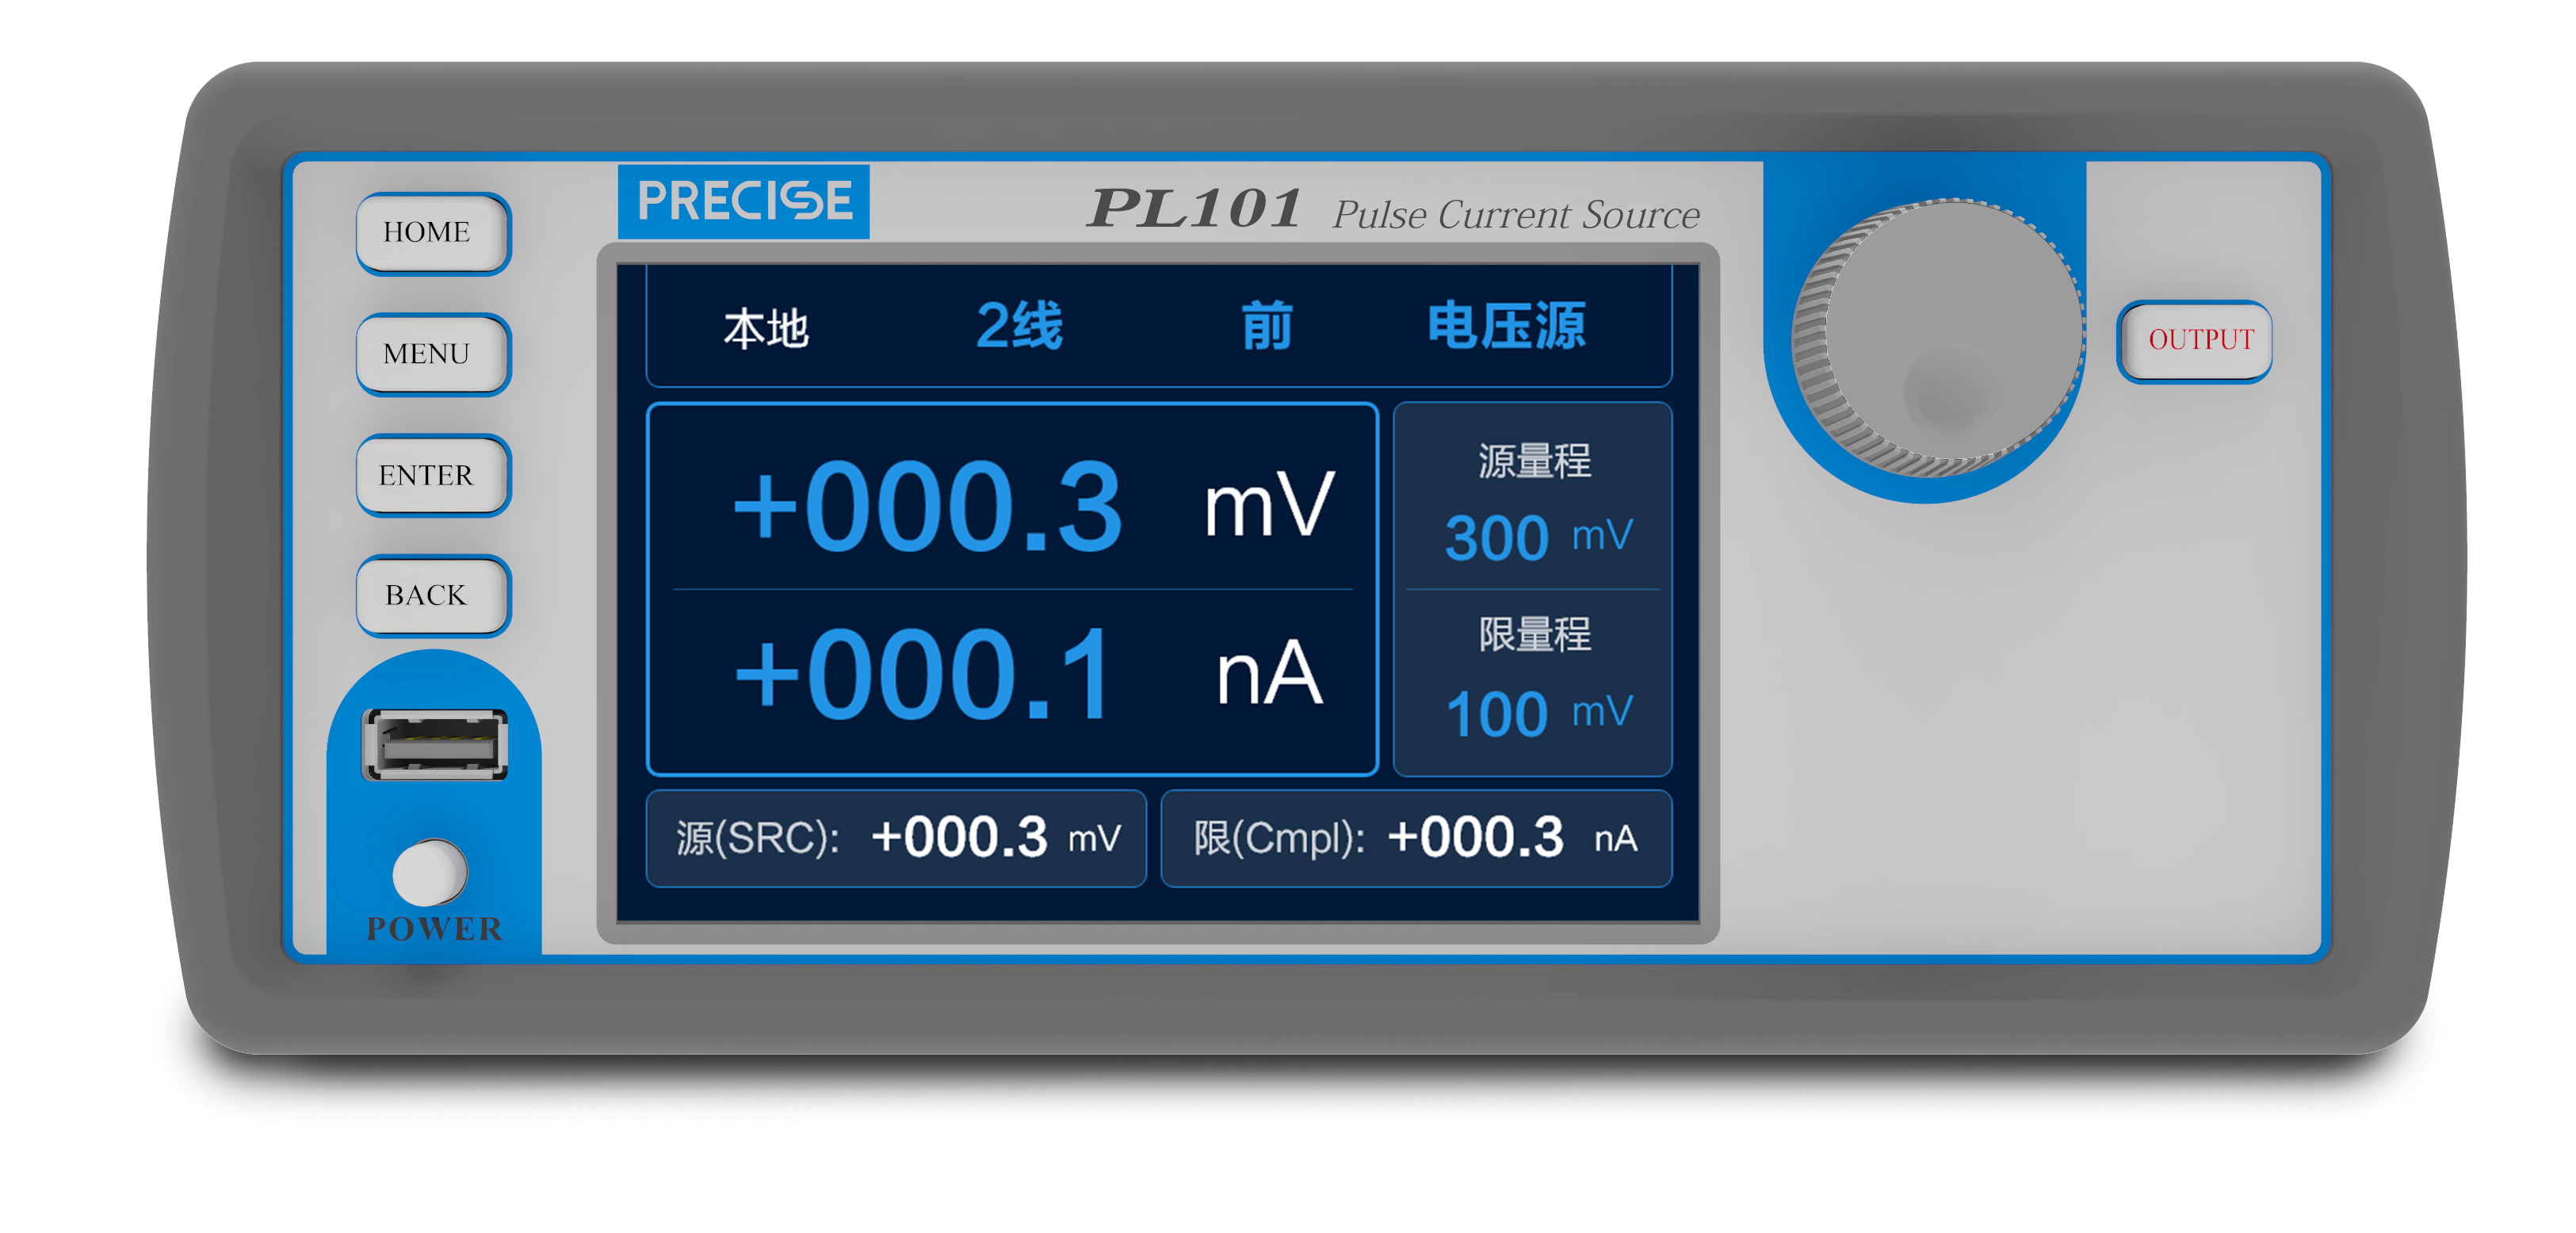 PRECISE
PL101 Pulse Current Source
HOME
MENU
ENTER
BACK
POWER
本地 2线 前 电压源
+000.3 mV
+000.1 nA
源量程
300 mV
限量程
100 mV
源(SRC): +000.3 mV
限(Cmpl): +000.3 nA
OUTPUT